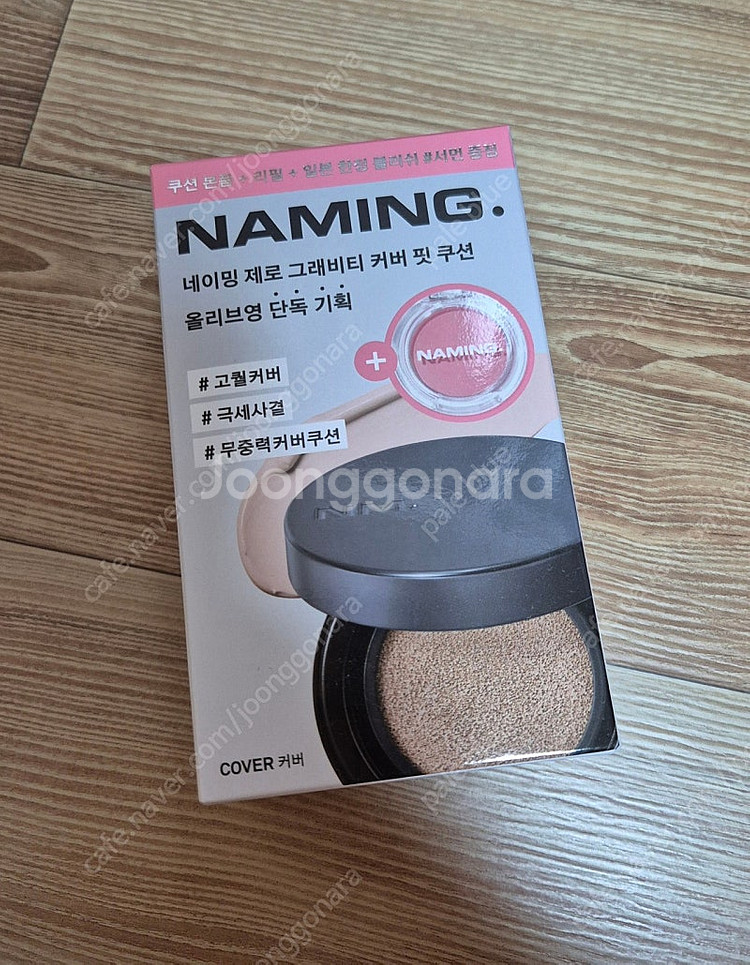 쿠션 본품 + 리필 + 일본 한정 블러쉬 #서먼 증정
NAMING.
네이밍 제로 그래비티 커버 핏 쿠션
올리브영 단독 기획
+
NAMING.
# 고퀄커버
# 극세사결
# 무중력커버쿠션
Joonggonara
COVER 커버
cafe.naver.com/joonggonara
pale_que